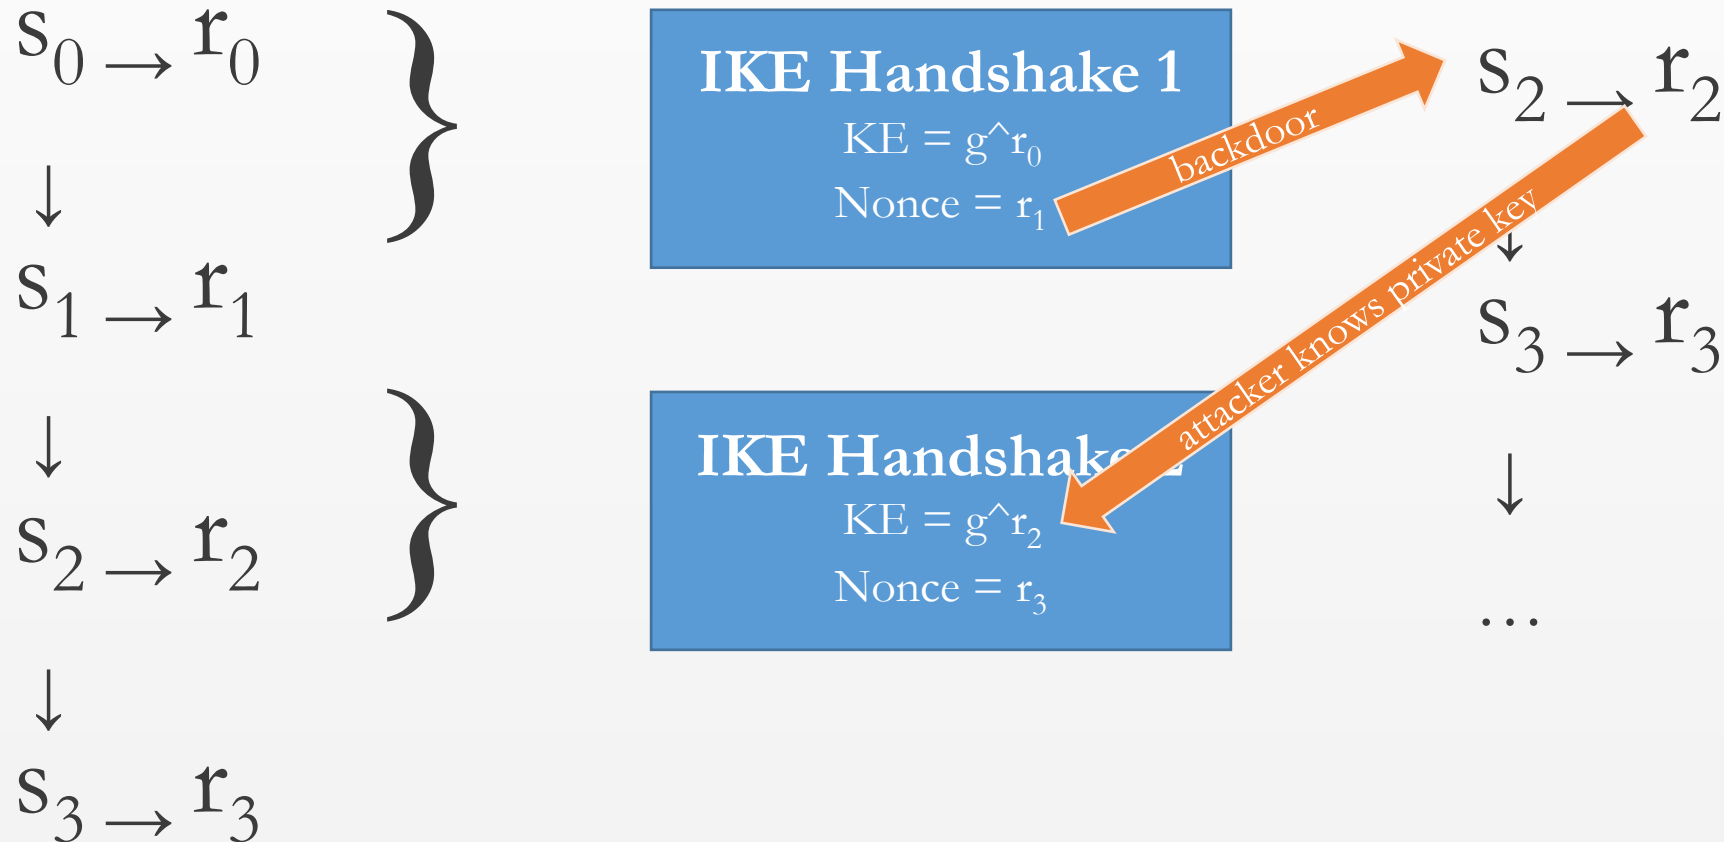 s₀ → r₀
↓
s₁ → r₁
↓
s₂ → r₂
↓
s₃ → r₃
}
}
IKE Handshake 1
KE = g^r₀
Nonce = r₁
IKE Handshake
KE = g^r₂
Nonce = r₃
backdoor
attacker knows private key
s₂ → r₂
↓
s₃ → r₃
↓
…